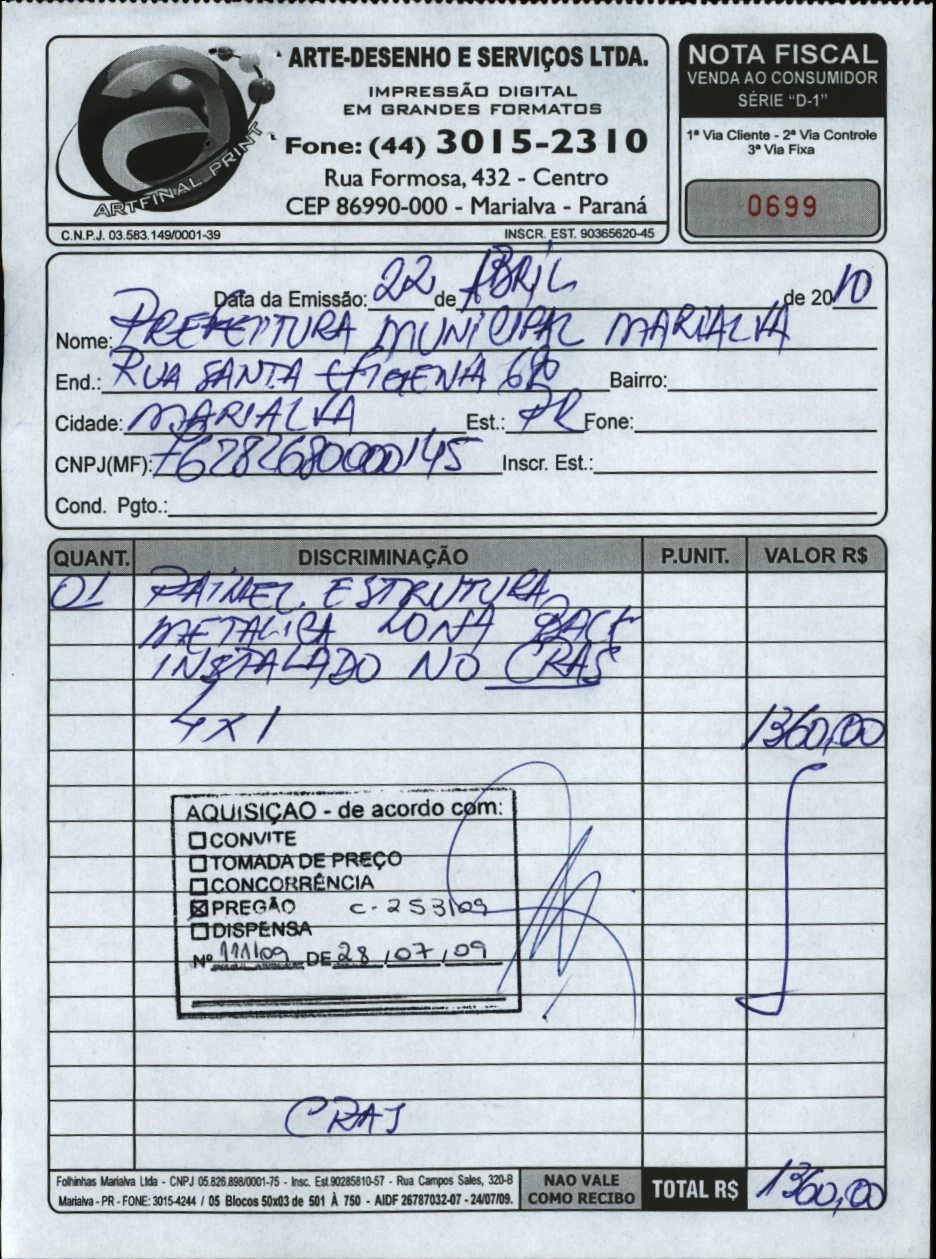 ARTFINAL PRINT
ARTE-DESENHO E SERVIÇOS LTDA.
IMPRESSÃO DIGITAL
EM GRANDES FORMATOS
Fone: (44) 3015-2310
Rua Formosa, 432 - Centro
CEP 86990-000 - Marialva - Paraná
C.N.P.J. 03.583.149/0001-39 INSCR. EST. 90365620-45
NOTA FISCAL
VENDA AO CONSUMIDOR
SÉRIE "D-1"
1ª Via Cliente - 2ª Via Controle
3ª Via Fixa
0699
Data da Emissão: 22 de ABRIL de 2010
Nome: PREFEITURA MUNICIPAL MARIALVA
End.: RUA SANTA EFIGENIA 680 Bairro:
Cidade: MARIALVA Est.: PR Fone:
CNPJ(MF): 76282680000145 Inscr. Est.:
Cond. Pgto.:
QUANT. DISCRIMINAÇÃO P.UNIT. VALOR R$
01 PAINEL ESTRUTURA
METALICA LONA BACK
INSTALADO NO CRAS
4X1 1360,00
AQUISIÇAO - de acordo com:
CONVITE
TOMADA DE PREÇO
CONCORRÊNCIA
PREGÃO c-253/09
DISPENSA
Nº 111/09 DE 28/07/09
CRAS
Folhinhas Marialva Ltda - CNPJ 05.826.898/0001-75 - Insc. Est.90285810-57 - Rua Campos Sales, 320-B
Marialva - PR - FONE: 3015-4244 / 05 Blocos 50x03 de 501 À 750 - AIDF 26787032-07 - 24/07/09.
NAO VALE
COMO RECIBO
TOTAL R$ 1360,00